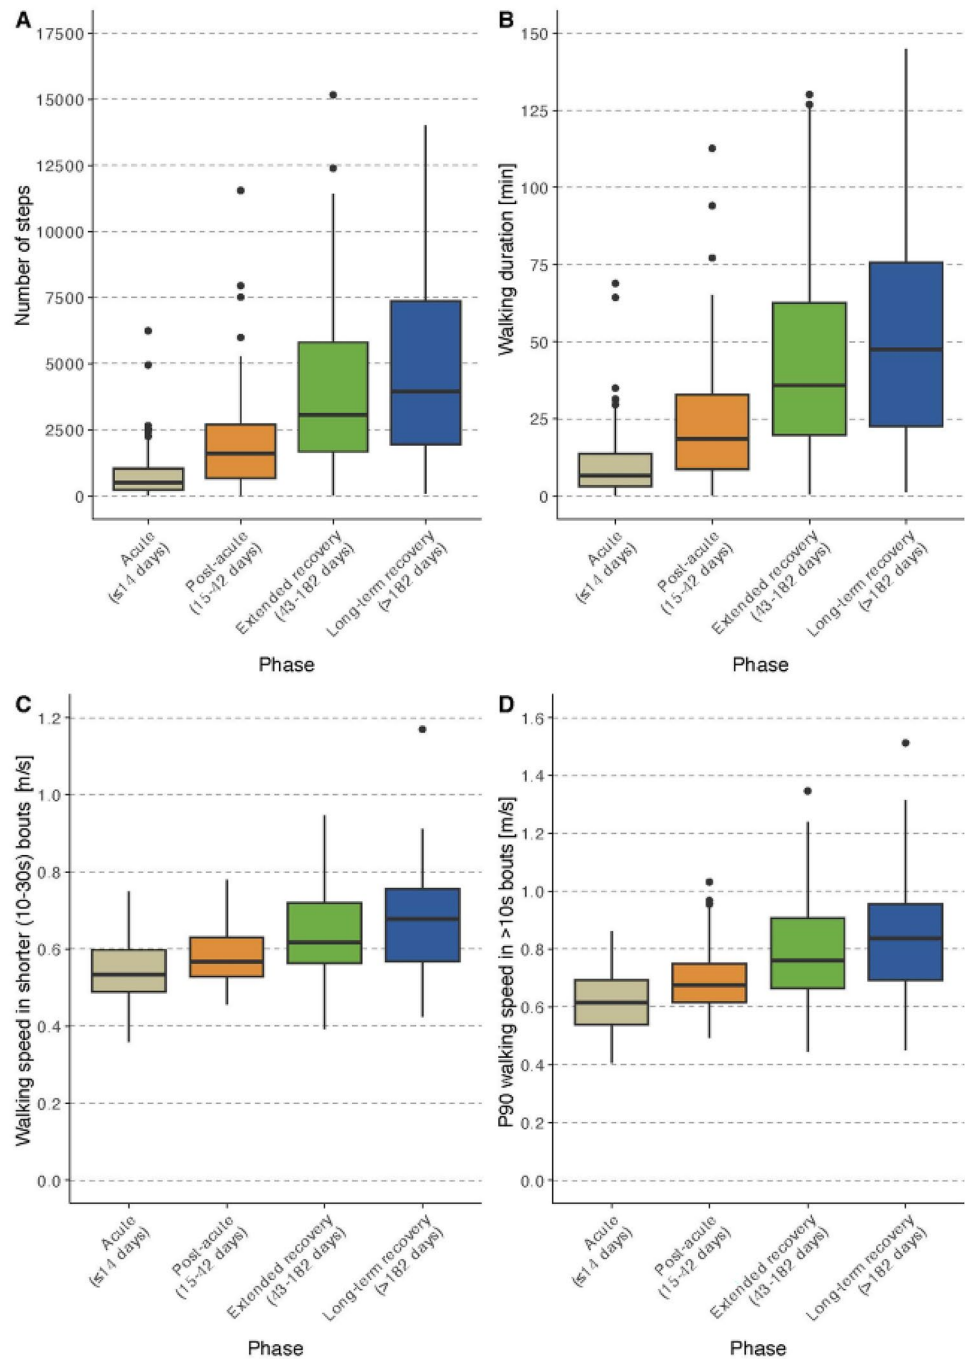 A
17500
15000
12500
10000
7500
5000
2500
0
Number of steps
Acute
(≤14 days)
Post-acute
(15-42 days)
Extended recovery
(43-182 days)
Long-term recovery
(>182 days)
Phase
B
150
125
100
75
50
25
0
Walking duration [min]
Acute
(≤14 days)
Post-acute
(15-42 days)
Extended recovery
(43-182 days)
Long-term recovery
(>182 days)
Phase
C
1.2
1.0
0.8
0.6
0.4
0.2
0.0
Walking speed in shorter (10-30s) bouts [m/s]
Acute
(≤14 days)
Post-acute
(15-42 days)
Extended recovery
(43-182 days)
Long-term recovery
(>182 days)
Phase
D
1.6
1.4
1.2
1.0
0.8
0.6
0.4
0.2
0.0
P90 walking speed in >10s bouts [m/s]
Acute
(≤14 days)
Post-acute
(15-42 days)
Extended recovery
(43-182 days)
Long-term recovery
(>182 days)
Phase